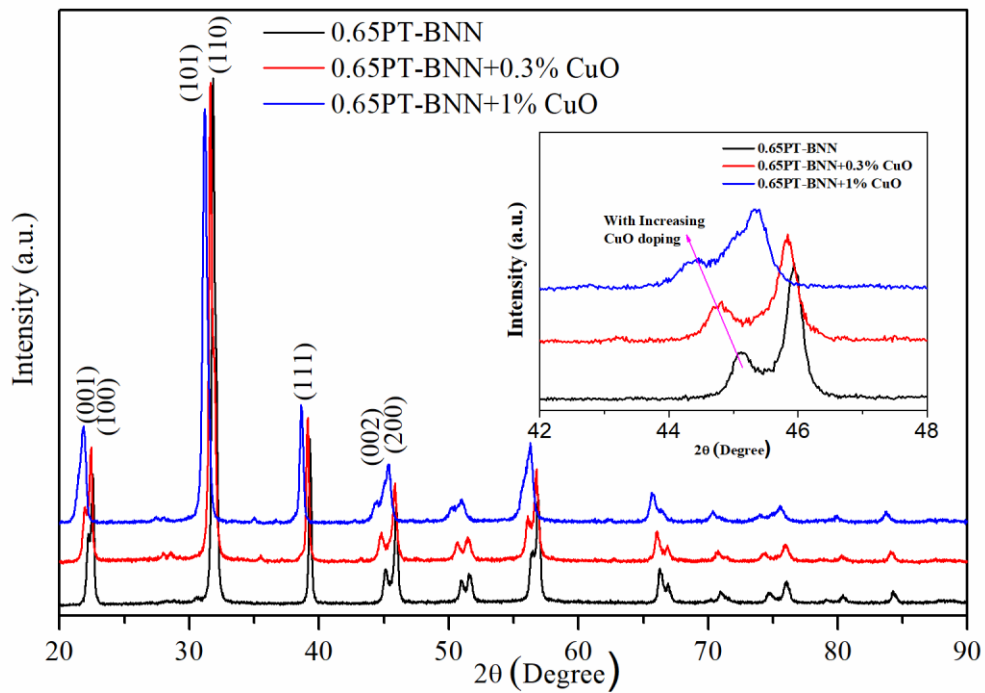 0.65PT-BNN
0.65PT-BNN+0.3% CuO
0.65PT-BNN+1% CuO
(101)
(110)
(001)
(100)
(111)
(002)
(200)
Intensity (a.u.)
20 30 40 50 60 70 80 90
2θ (Degree)
0.65PT-BNN
0.65PT-BNN+0.3% CuO
0.65PT-BNN+1% CuO
With Increasing
CuO doping
Intensity (a.u.)
42 44 46 48
2θ (Degree)